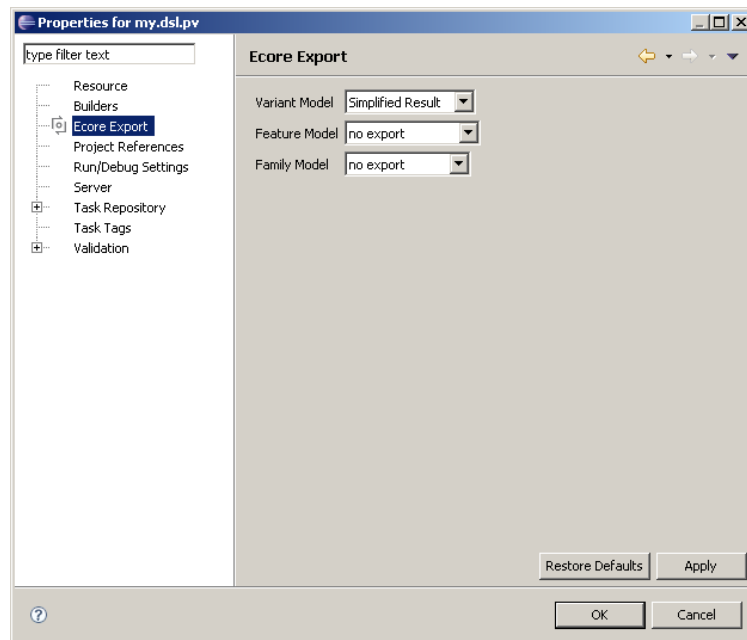 Properties for my.dsl.pv
type filter text
Resource
Builders
Ecore Export
Project References
Run/Debug Settings
Server
Task Repository
Task Tags
Validation
Ecore Export
Variant Model Simplified Result
Feature Model no export
Family Model no export
Restore Defaults Apply
? OK Cancel